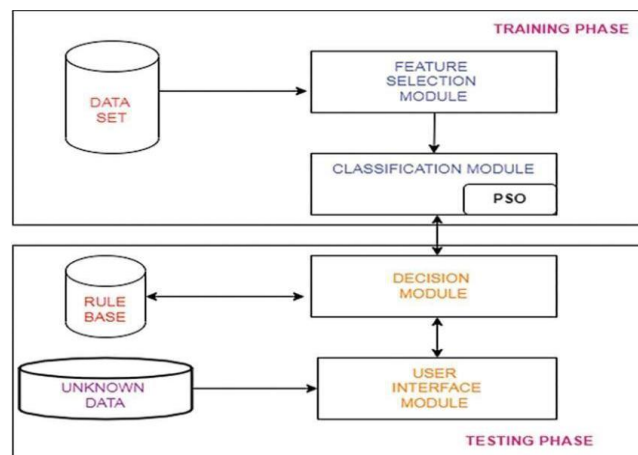 TRAINING PHASE
DATA
SET
FEATURE
SELECTION
MODULE
CLASSIFICATION MODULE
PSO
RULE
BASE
DECISION
MODULE
UNKNOWN
DATA
USER
INTERFACE
MODULE
TESTING PHASE